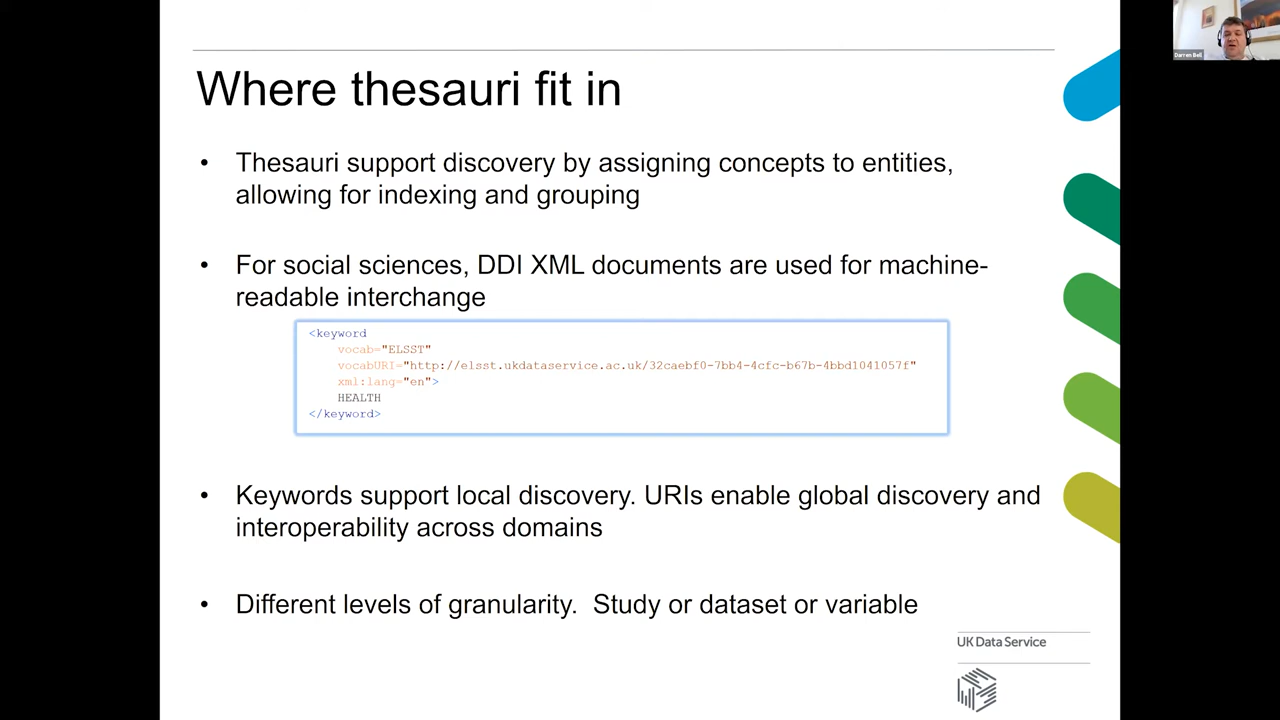 Darren Bell
Where thesauri fit in
• Thesauri support discovery by assigning concepts to entities,
allowing for indexing and grouping
• For social sciences, DDI XML documents are used for machine-
readable interchange
<keyword
vocab="ELSST"
vocabURI="http://elsst.ukdataservice.ac.uk/32caebf0-7bb4-4cfc-b67b-4bbd1041057f"
xml:lang="en">
HEALTH
</keyword>
• Keywords support local discovery. URIs enable global discovery and
interoperability across domains
• Different levels of granularity.  Study or dataset or variable
UK Data Service